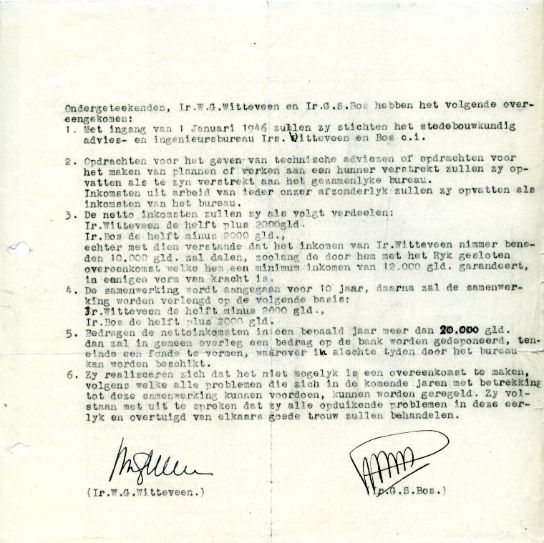 Ondergeteekenden, Ir.W.G.Witteveen en Ir.G.S.Bos hebben het volgende over-
eengekomen:
1. Met ingang van 1 Januari 1946 zullen zy stichten het stedebouwkundig
advies- en ingenieursbureau Irs. Witteveen en Bos c.i.
2. Opdrachten voor het geven van technische adviezen of opdrachten voor
het maken van plannen of werken aan een hunner verstrekt zullen zy op-
vatten als te zyn verstrekt aan het gezamenlyke bureau.
Inkomsten uit arbeid van ieder onzer afzonderlyk zullen zy opvatten als
inkomsten van het bureau.
3. De netto inkomsten zullen zy als volgt verdeelen:
Ir.Witteveen de helft plus 2000gld.
Ir.Bos de helft minus 2000 gld.,
echter met dien verstande dat het inkomen van Ir.Witteveen nimmer bene-
den 10.000 gld. zal dalen, zoolang de door hem met het Ryk gesloten
overeenkomst welke hem een minimum inkomen van 12.000 gld. garandeert,
in eenigen vorm van kracht is.
4. De samenwerking wordt aangegaan voor 10 jaar, daarna zal de samenwer-
king worden verlengd op de volgende basis:
Ir.Witteveen de helft minus 2000 gld.,
Ir.Bos de helft plus 2000 gld.
5. Bedragen de nettoinkomsten in een bepaald jaar meer dan 20.000 gld.
dan zal in gemeen overleg een bedrag op de bank worden gedeponeerd, ten-
einde een fonds te vormen, waarover in slechte tyden door het bureau
kan worden beschikt.
6. Zy realiseeren zich dat het niet mogelyk is een overeenkomst te maken,
volgens welke alle problemen die zich in de komende jaren met betrekking
tot deze samenwerking kunnen voordoen, kunnen worden geregeld. Zy vol-
staan met uit te spreken dat zy alle opduikende problemen in deze eer-
lyk en overtuigd van elkaars goede trouw zullen behandelen.
(Ir.W.G.Witteveen.) (Ir.G.S.Bos.)